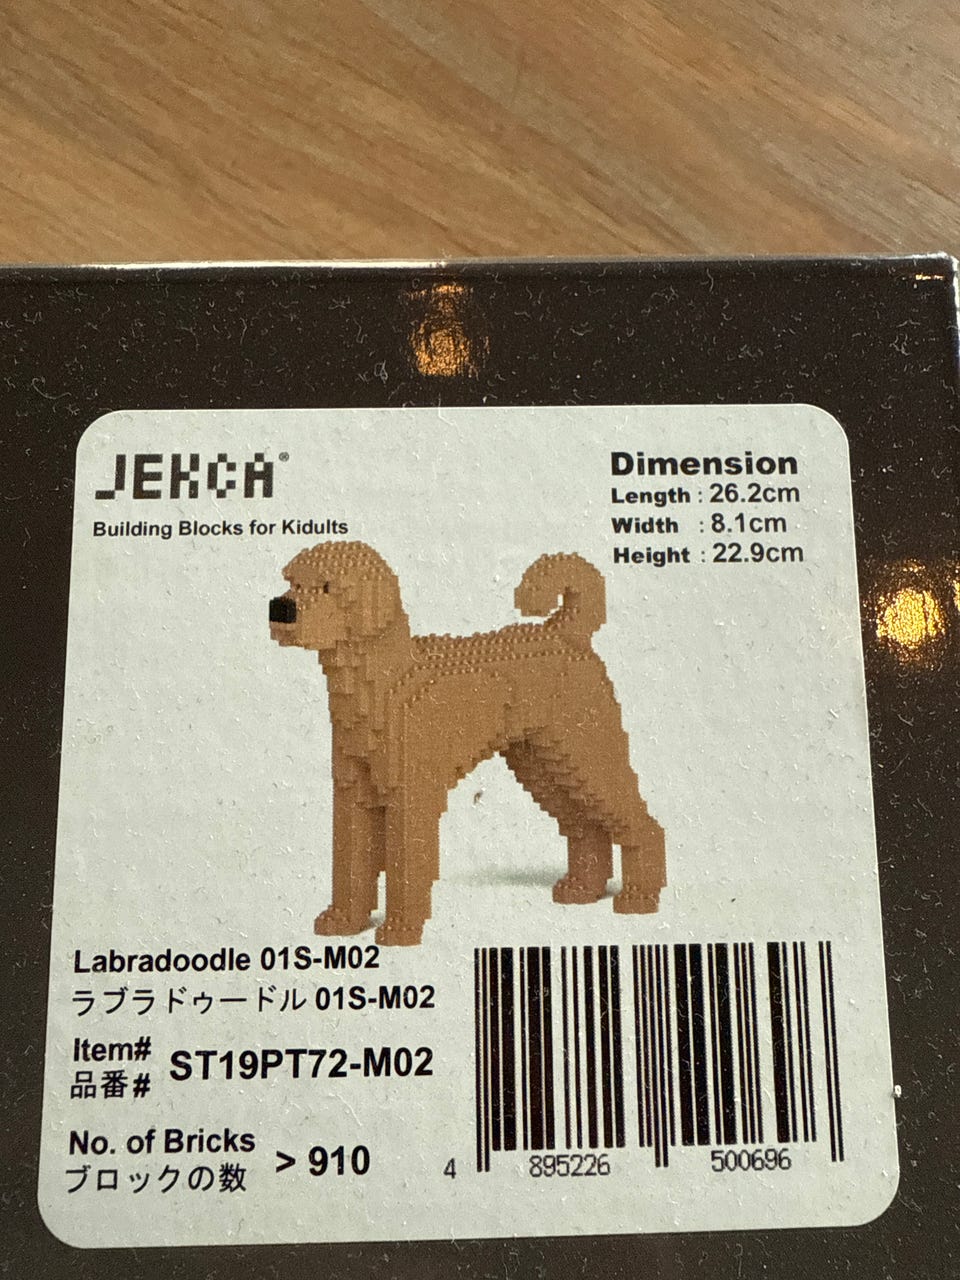 JEKCA®
Building Blocks for Kidults
Dimension
Length : 26.2cm
Width : 8.1cm
Height : 22.9cm
Labradoodle 01S-M02
ラブラドゥードル 01S-M02
Item# ST19PT72-M02
品番#
No. of Bricks > 910
ブロックの数
4 895226 500696